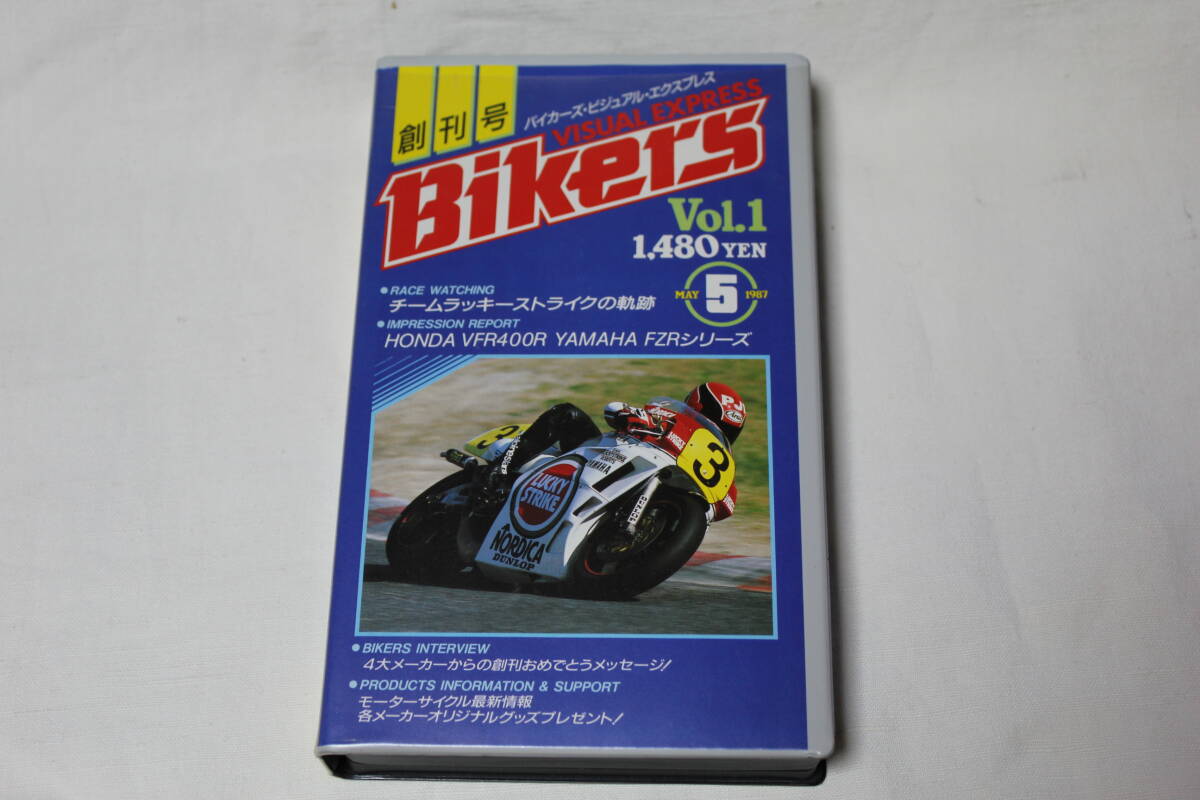 創刊号
バイカーズ・ビジュアル・エクスプレス
VISUAL EXPRESS
Bikers
Vol.1
1,480 YEN
MAY 5 1987
• RACE WATCHING
チームラッキーストライクの軌跡
• IMPRESSION REPORT
HONDA VFR400R YAMAHA FZRシリーズ
PJ
Arai
3
3
YAMAHA
LUCKY
STRIKE
NORDICA
DUNLOP
• BIKERS INTERVIEW
4大メーカーからの創刊おめでとうメッセージ!
• PRODUCTS INFORMATION & SUPPORT
モーターサイクル最新情報
各メーカーオリジナルグッズプレゼント!